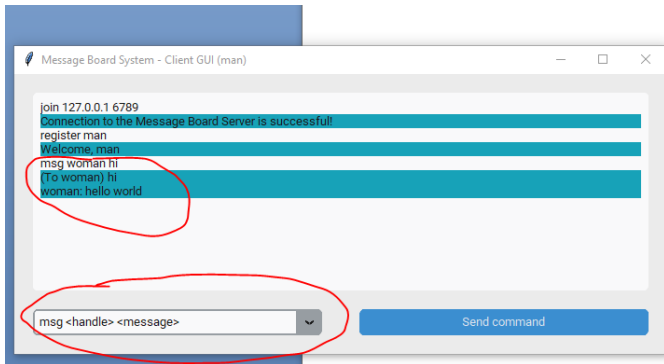 Message Board System - Client GUI (man)
join 127.0.0.1 6789
Connection to the Message Board Server is successful!
register man
Welcome, man
msg woman hi
(To woman) hi
woman: hello world
msg <handle> <message>
Send command